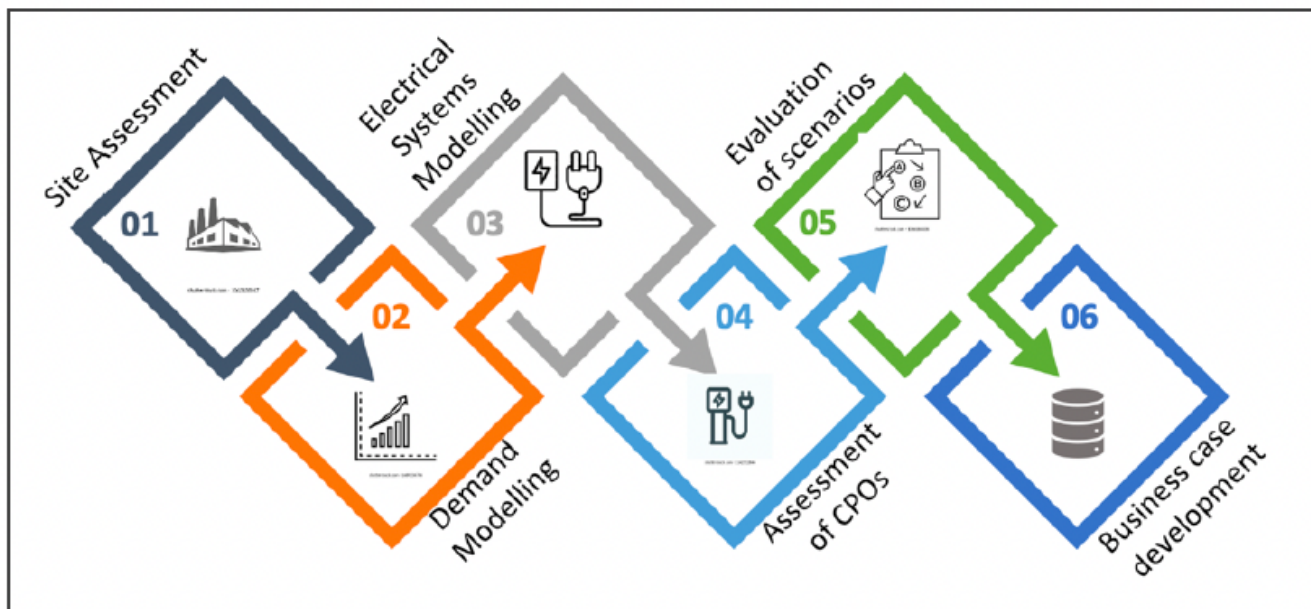 Site Assessment
01
02
Demand
Modelling
Electrical
Systems
Modelling
03
04
Assessment
of CPOs
Evaluation
of scenarios
05
A
B
C
06
Business case
development